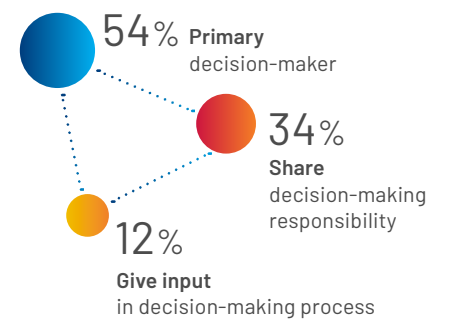 54% Primary
decision-maker
34%
Share
decision-making
responsibility
12%
Give input
in decision-making process